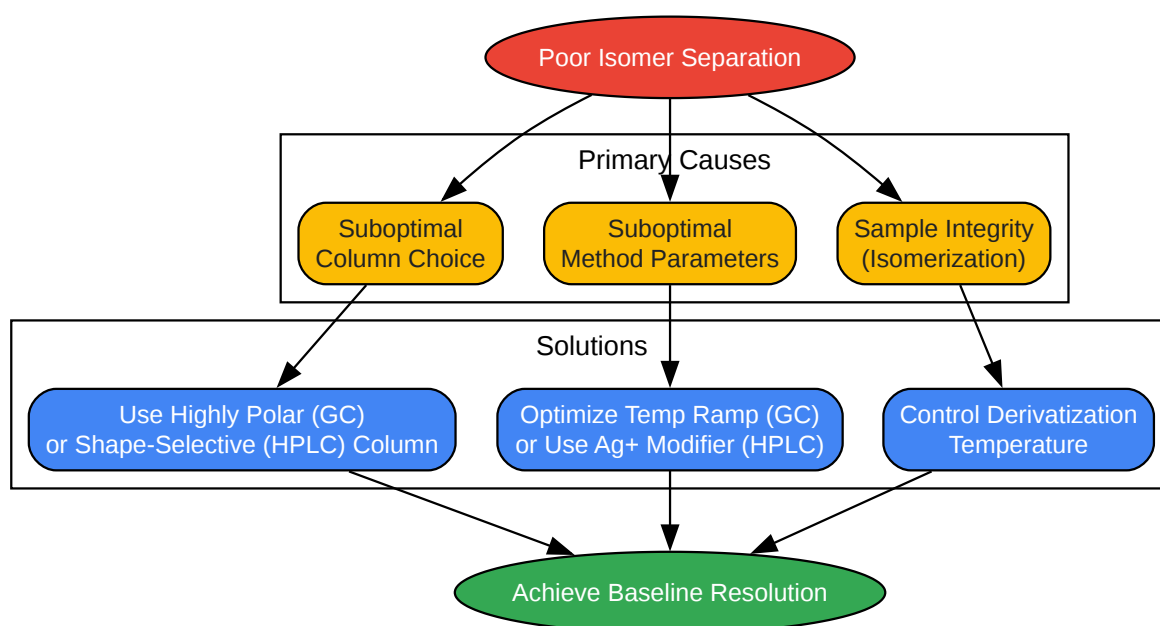 Poor Isomer Separation
Primary Causes
Suboptimal
Column Choice
Suboptimal
Method Parameters
Sample Integrity
(Isomerization)
Solutions
Use Highly Polar (GC)
or Shape-Selective (HPLC) Column
Optimize Temp Ramp (GC)
or Use Ag+ Modifier (HPLC)
Control Derivatization
Temperature
Achieve Baseline Resolution